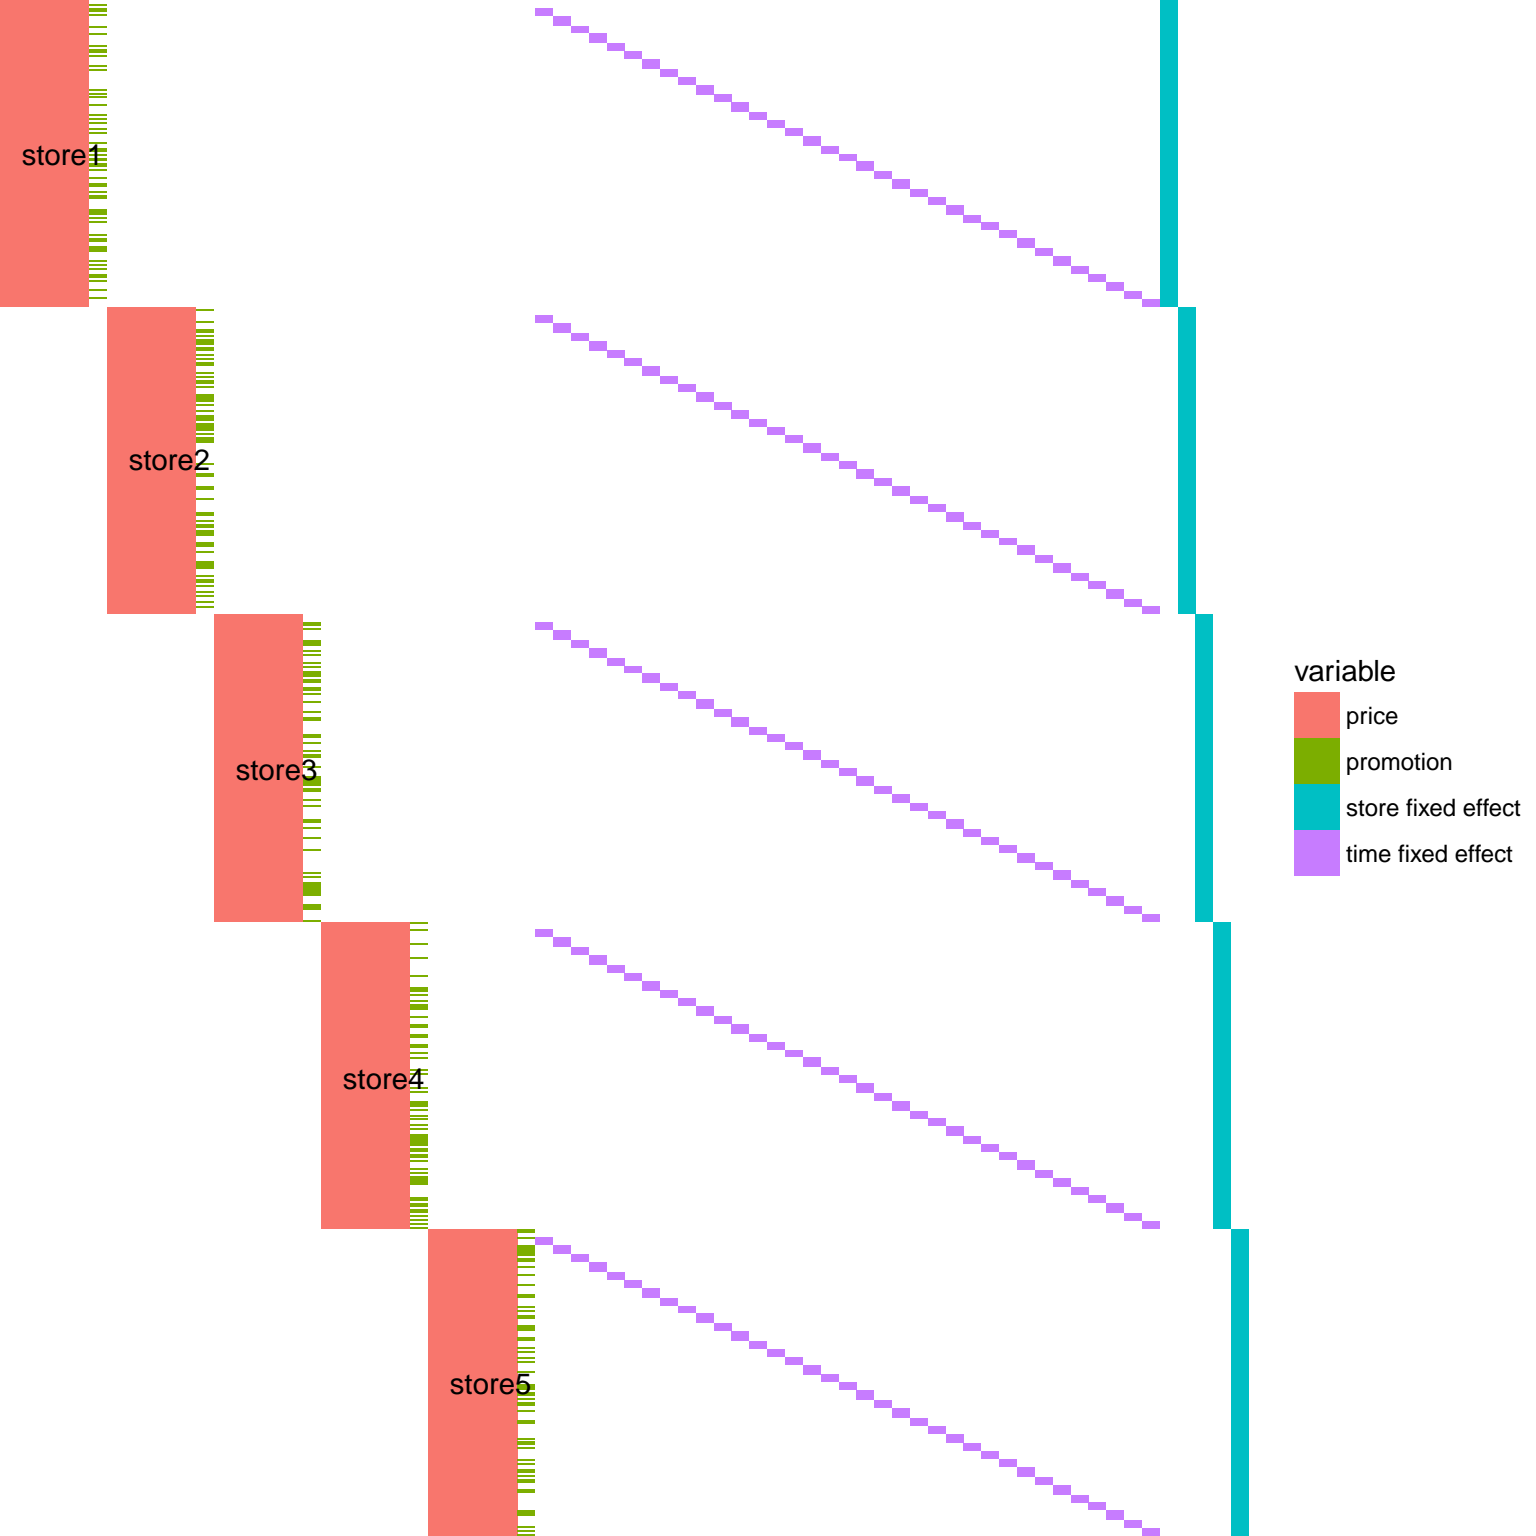 store1
store2
store3
store4
store5
variable
price
promotion
store fixed effect
time fixed effect